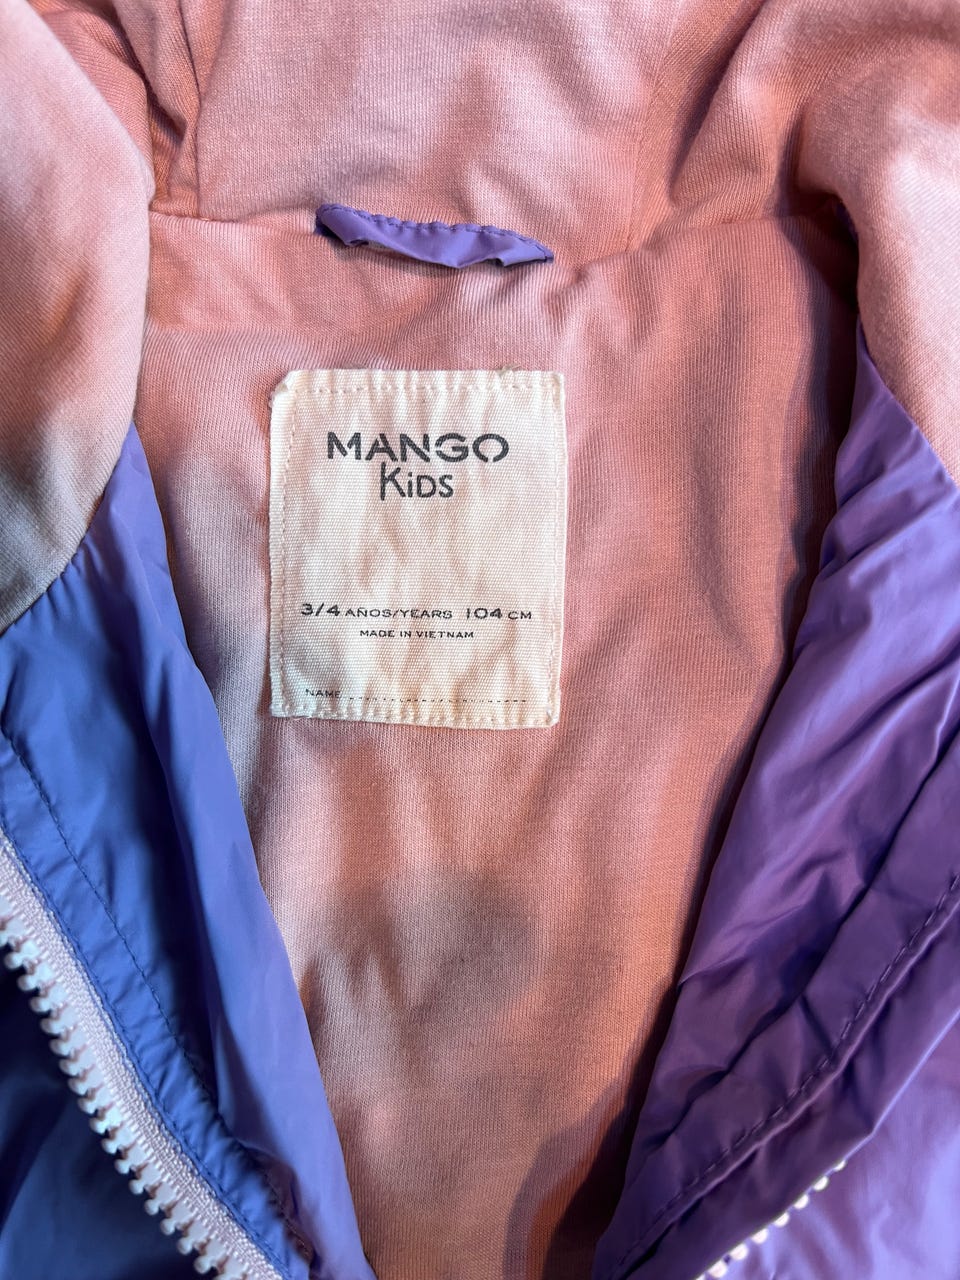 MANGO
KiDS
3/4 AÑOS/YEARS 104 CM
MADE IN VIETNAM
NAME